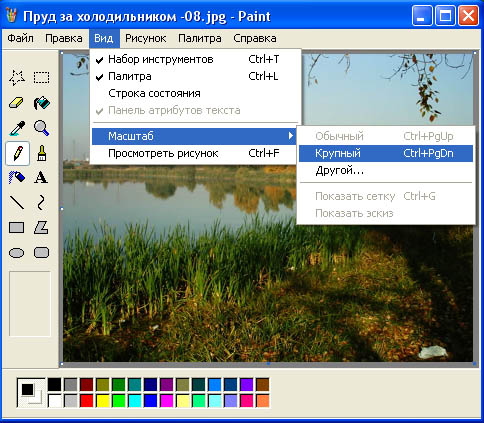 Пруд за холодильником -08.jpg - Paint
Файл Правка Вид Рисунок Палитра Справка
Набор инструментов Ctrl+T
Палитра Ctrl+L
Строка состояния
Панель атрибутов текста
Масштаб
Просмотреть рисунок Ctrl+F
Обычный Ctrl+PgUp
Крупный Ctrl+PgDn
Другой...
Показать сетку Ctrl+G
Показать эскиз
A